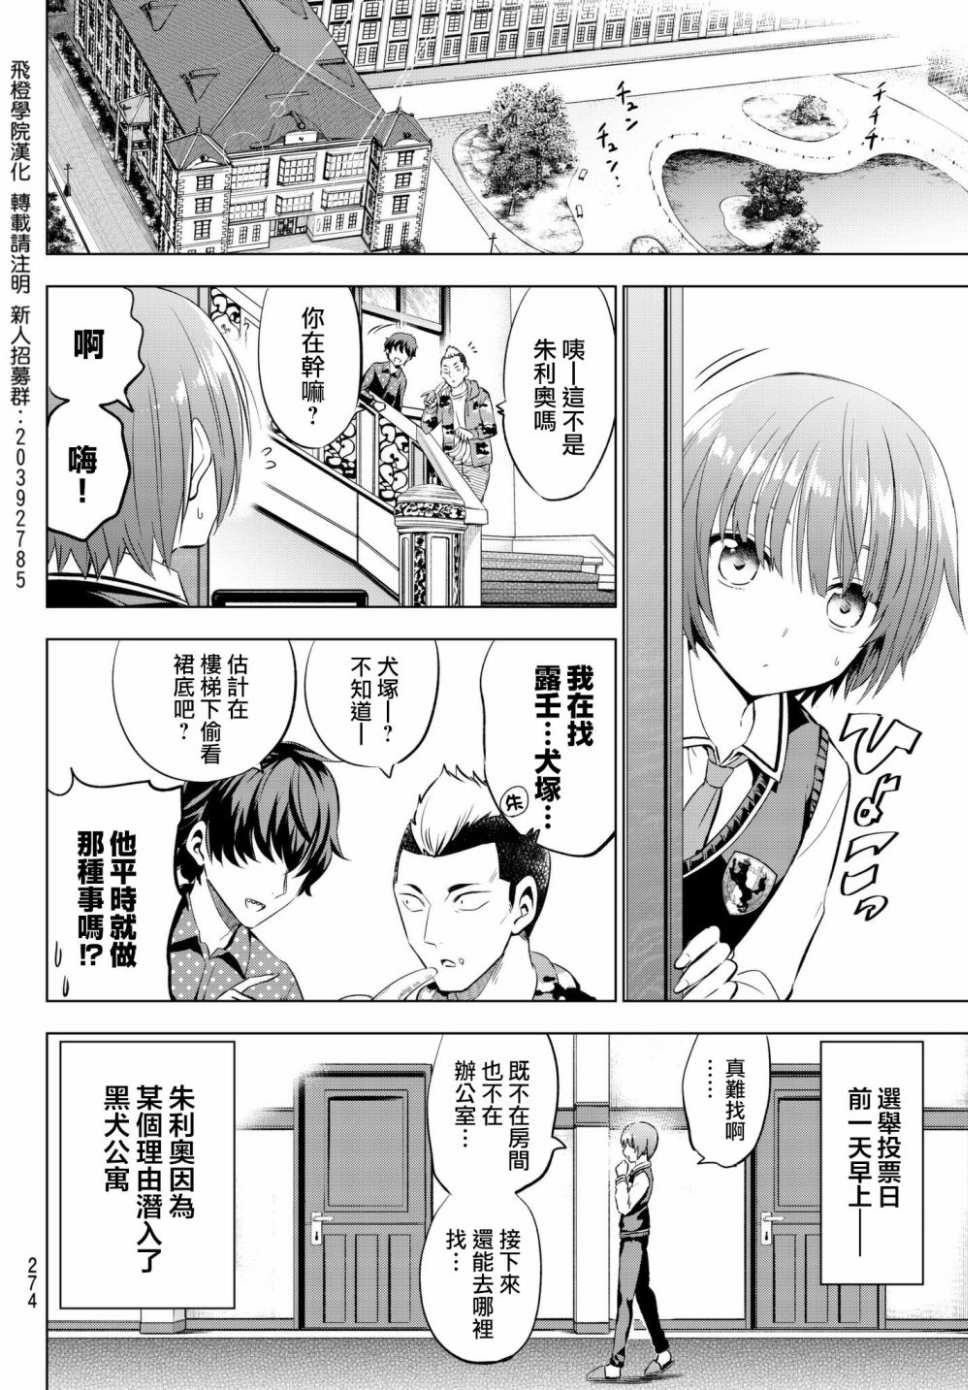 飛橙學院漢化 轉載請注明 新人招募群：203927785
チュン
チュン
チチチ
ひょこっ
咦ー這不是
朱利奧嗎
你在幹嘛？
啊
嗨！
我在找
露壬…犬塚…
朱
犬塚ー？
不知道ー
估計在
樓梯下偷看
裙底吧？
他平時就做
那種事嗎!?
選舉投票日
前一天早上──
真難找啊
……
既不在房間
也不在
辦公室…
接下來
還能去哪裡
找…
朱利奧因為
某個理由潛入了
黑犬公寓
274